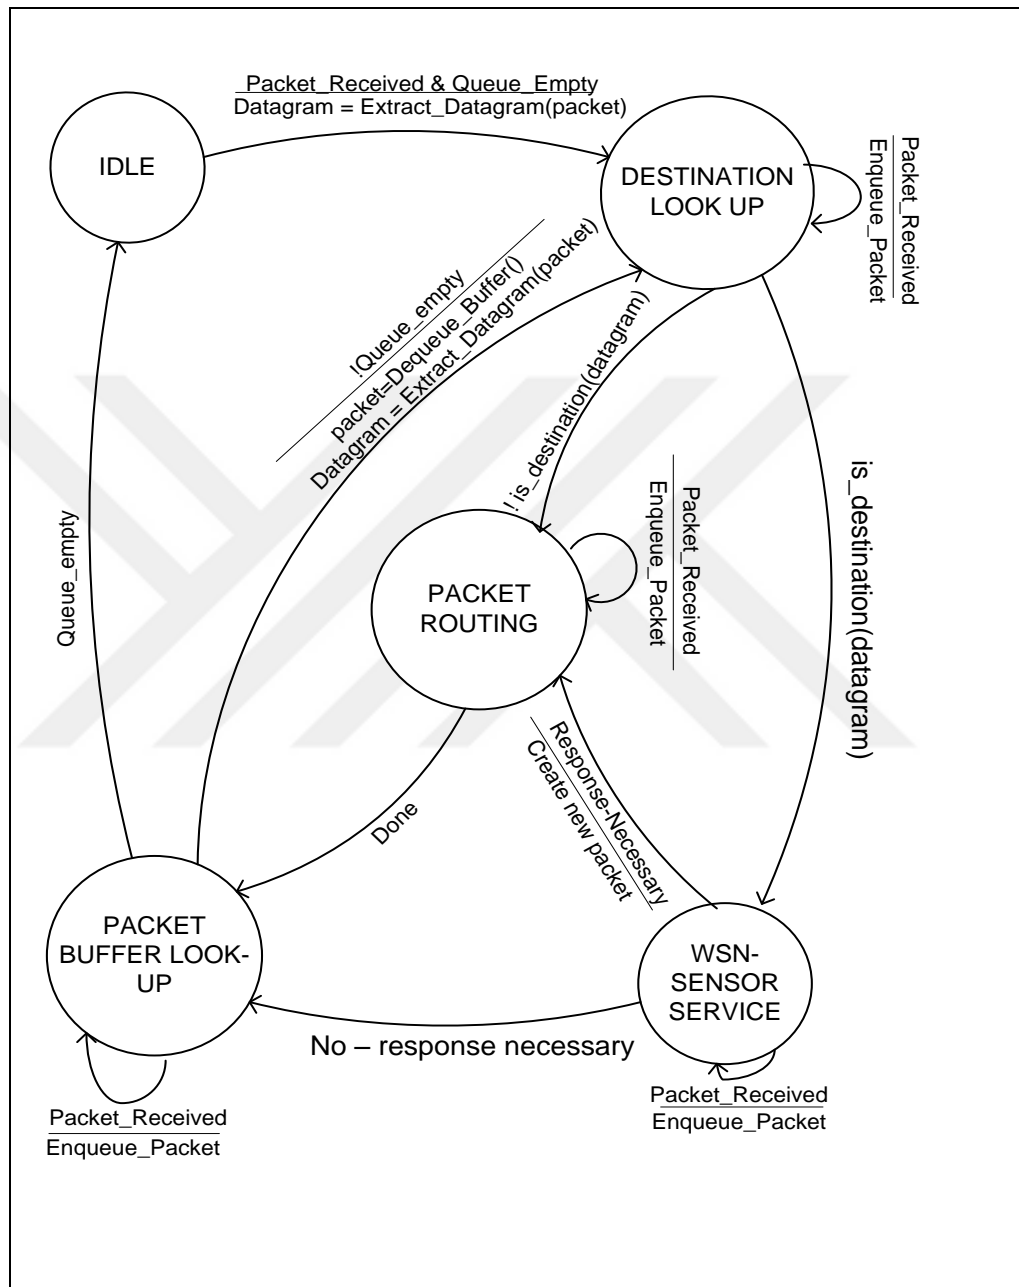 Packet_Received & Queue_Empty
Datagram = Extract_Datagram(packet)
IDLE
DESTINATION
LOOK UP
Packet_Received
Enqueue_Packet
!Queue_empty
packet=Dequeue_Buffer()
Datagram = Extract_Datagram(packet)
! is_destination(datagram)
is_destination(datagram)
Queue_empty
PACKET
ROUTING
Packet_Received
Enqueue_Packet
Done
Response-Necessary
Create new packet
PACKET
BUFFER LOOK-
UP
WSN-
SENSOR
SERVICE
No – response necessary
Packet_Received
Enqueue_Packet
Packet_Received
Enqueue_Packet